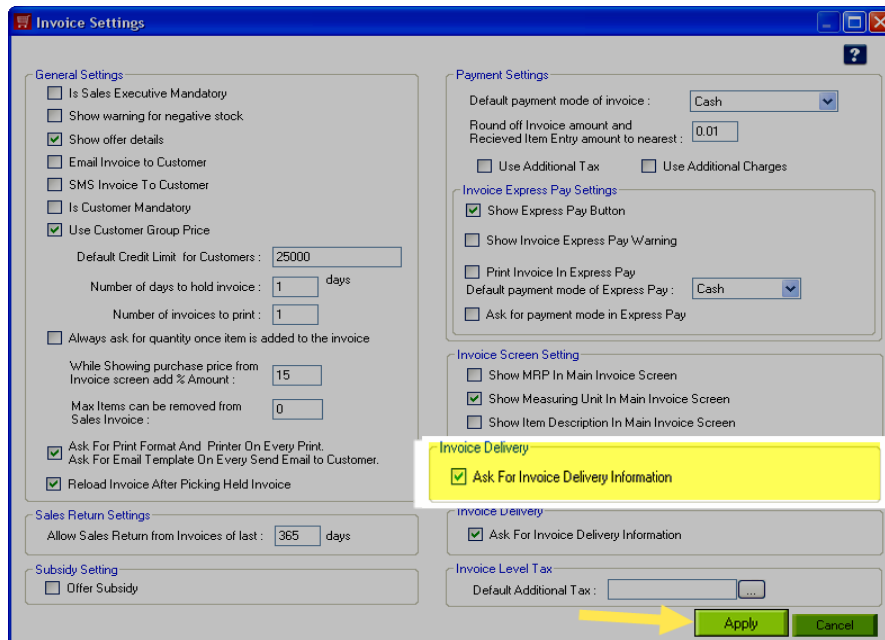 Invoice Settings
?
General Settings
Is Sales Executive Mandatory
Show warning for negative stock
Show offer details
Email Invoice to Customer
SMS Invoice To Customer
Is Customer Mandatory
Use Customer Group Price
Default Credit Limit for Customers : 25000
Number of days to hold invoice : 1 days
Number of invoices to print : 1
Always ask for quantity once item is added to the invoice
While Showing purchase price from
Invoice screen add % Amount : 15
Max Items can be removed from
Sales Invoice : 0
Ask For Print Format And Printer On Every Print.
Ask For Email Template On Every Send Email to Customer.
Reload Invoice After Picking Held Invoice
Sales Return Settings
Allow Sales Return from Invoices of last : 365 days
Subsidy Setting
Offer Subsidy
Payment Settings
Default payment mode of invoice : Cash
Round off Invoice amount and
Recieved Item Entry amount to nearest : 0.01
Use Additional Tax Use Additional Charges
Invoice Express Pay Settings
Show Express Pay Button
Show Invoice Express Pay Warning
Print Invoice In Express Pay
Default payment mode of Express Pay : Cash
Ask for payment mode in Express Pay
Invoice Screen Setting
Show MRP In Main Invoice Screen
Show Measuring Unit In Main Invoice Screen
Show Item Description In Main Invoice Screen
Invoice Delivery
Ask For Invoice Delivery Information
Invoice Delivery
Ask For Invoice Delivery Information
Invoice Level Tax
Default Additional Tax : ...
Apply Cancel